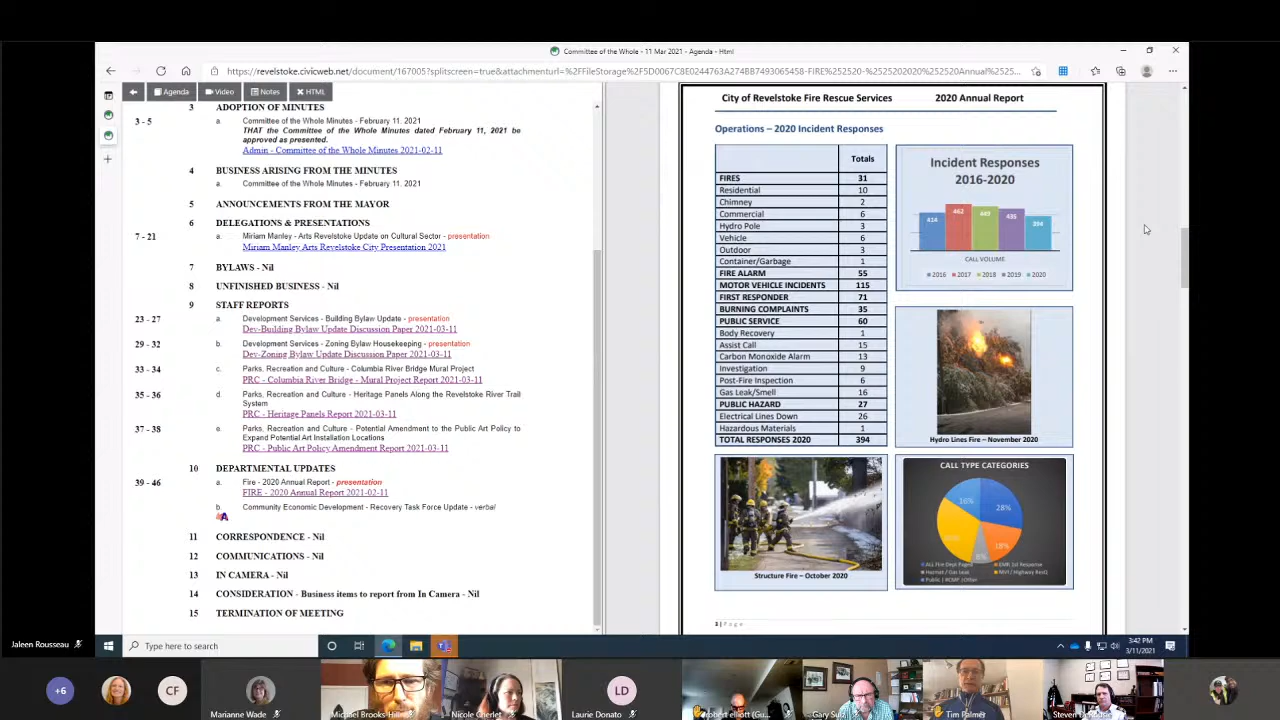 Committee of the Whole - 11 Mar 2021 - Agenda - Html
Agenda
Video
Notes
HTML
3 ADOPTION OF MINUTES
3 - 5 a. Committee of the Whole Minutes - February 11. 2021
THAT the Committee of the Whole Minutes dated February 11, 2021 be
approved as presented.
Admin - Committee of the Whole Minutes 2021-02-11
4 BUSINESS ARISING FROM THE MINUTES
a. Committee of the Whole Minutes - February 11. 2021
5 ANNOUNCEMENTS FROM THE MAYOR
6 DELEGATIONS & PRESENTATIONS
7 - 21 a. Miriam Manley - Arts Revelstoke Update on Cultural Sector - presentation
Miriam Manley Arts Revelstoke City Presentation 2021
7 BYLAWS - Nil
8 UNFINISHED BUSINESS - Nil
9 STAFF REPORTS
23 - 27 a. Development Services - Building Bylaw Update - presentation
Dev-Building Bylaw Update Discussion Paper 2021-03-11
29 - 32 b. Development Services - Zoning Bylaw Housekeeping - presentation
Dev-Zoning Bylaw Update Discussion Paper 2021-03-11
33 - 34 c. Parks, Recreation and Culture - Columbia River Bridge Mural Project
PRC - Columbia River Bridge - Mural Project Report 2021-03-11
35 - 36 d. Parks, Recreation and Culture - Heritage Panels Along the Revelstoke River Trail
System
PRC - Heritage Panels Report 2021-03-11
37 - 38 e. Parks, Recreation and Culture - Potential Amendment to the Public Art Policy to
Expand Potential Art Installation Locations
PRC - Public Art Policy Amendment Report 2021-03-11
10 DEPARTMENTAL UPDATES
39 - 46 a. Fire - 2020 Annual Report - presentation
FIRE - 2020 Annual Report 2021-02-11
b. Community Economic Development - Recovery Task Force Update - verbal
11 CORRESPONDENCE - Nil
12 COMMUNICATIONS - Nil
13 IN CAMERA - Nil
14 CONSIDERATION - Business items to report from In Camera - Nil
15 TERMINATION OF MEETING
City of Revelstoke Fire Rescue Services 2020 Annual Report
Operations – 2020 Incident Responses
Totals
FIRES 31
Residential 10
Chimney 2
Commercial 6
Hydro Pole 3
Vehicle 6
Outdoor 3
Container/Garbage 1
FIRE ALARM 55
MOTOR VEHICLE INCIDENTS 115
FIRST RESPONDER 71
BURNING COMPLAINTS 35
PUBLIC SERVICE 60
Body Recovery 1
Assist Call 15
Carbon Monoxide Alarm 13
Investigation 9
Post-Fire Inspection 6
Gas Leak/Smell 16
PUBLIC HAZARD 27
Electrical Lines Down 26
Hazardous Materials 1
TOTAL RESPONSES 2020 394
Incident Responses
2016-2020
414 462 435 394
CALL VOLUME
2016 2017 2018 2019 2020
Hydro Lines Fire – November 2020
Structure Fire – October 2020
CALL TYPE CATEGORIES
16% 28%
18%
3 | Page
Jaleen Rousseau
Type here to search
3:42 PM
3/11/2021
+6
CF
Marianne Wade
Nicole Cherlet
LD
Laurie Donato
Tim Palmer